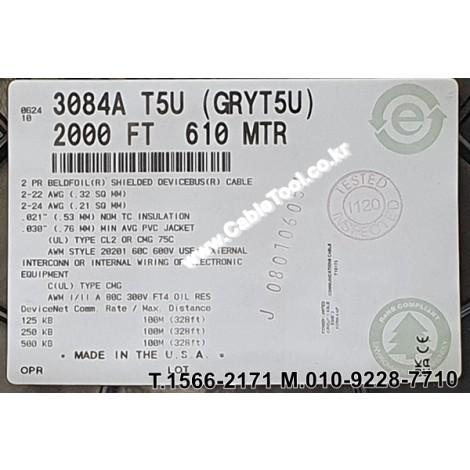 0624
10
3084A T5U (GRYT5U)
2000 FT 610 MTR
2 PR BELDFOIL(R) SHIELDED DEVICEBUS(R) CABLE
2-22 AWG (.32 SQ MM)
2-24 AWG (.21 SQ MM)
.021" (.53 MM) NOM TC INSULATION
.030" (.76 MM) MIN AVG PVC JACKET
(UL) TYPE CL2 OR CMG 75C
AWM STYLE 20201 60C 600V USE: EXTERNAL
INTERCONN OR INTERNAL WIRING OF ELECTRONIC
EQUIPMENT
C(UL) TYPE CMG
AWM I/II A 80C 300V FT4 OIL RES
DeviceNet Comm. Rate / Max. Distance
125 KB 100M (328ft)
250 KB 100M (328ft)
500 KB 100M (328ft)
* MADE IN THE U.S.A. *
OPR LOT
e
TESTED
1120
INSPECTED
ROHS COMPLIANT
CE
www.CableTool.co.kr
T.1566-2171 M.010-9228-7710